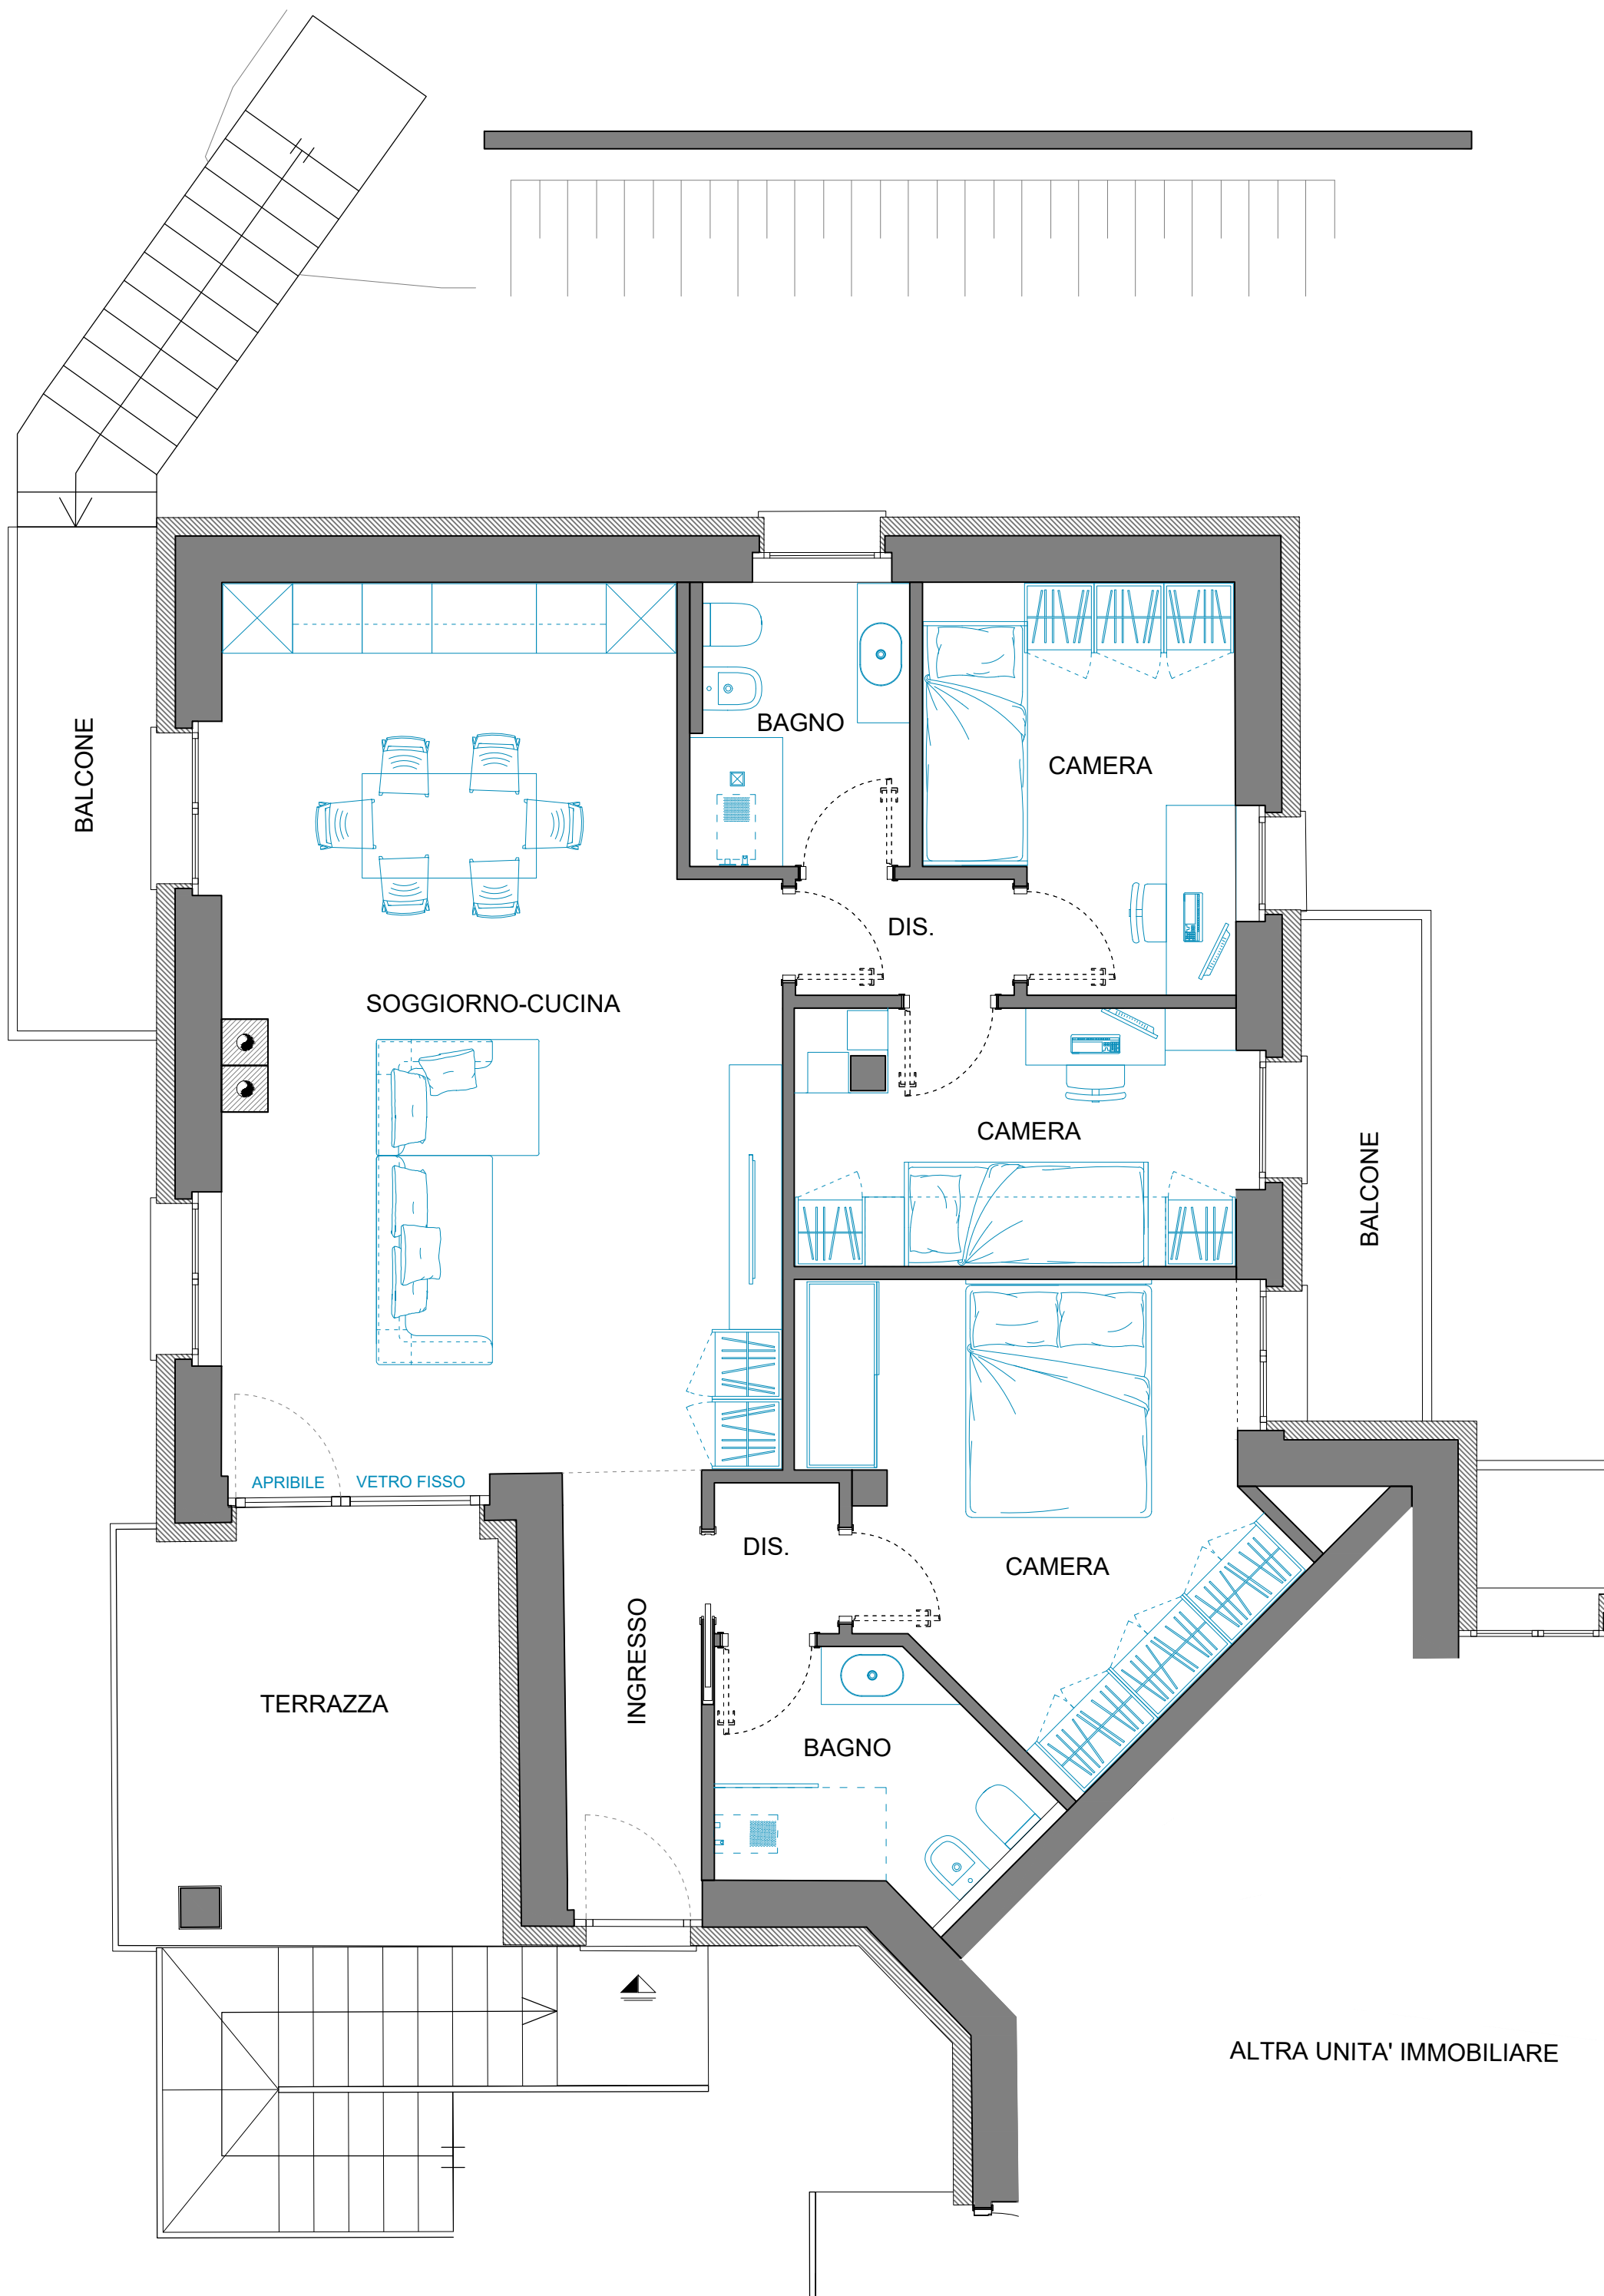 BALCONE
BAGNO
CAMERA
DIS.
SOGGIORNO-CUCINA
CAMERA
BALCONE
APRIBILE
VETRO FISSO
DIS.
CAMERA
INGRESSO
TERRAZZA
BAGNO
ALTRA UNITA' IMMOBILIARE